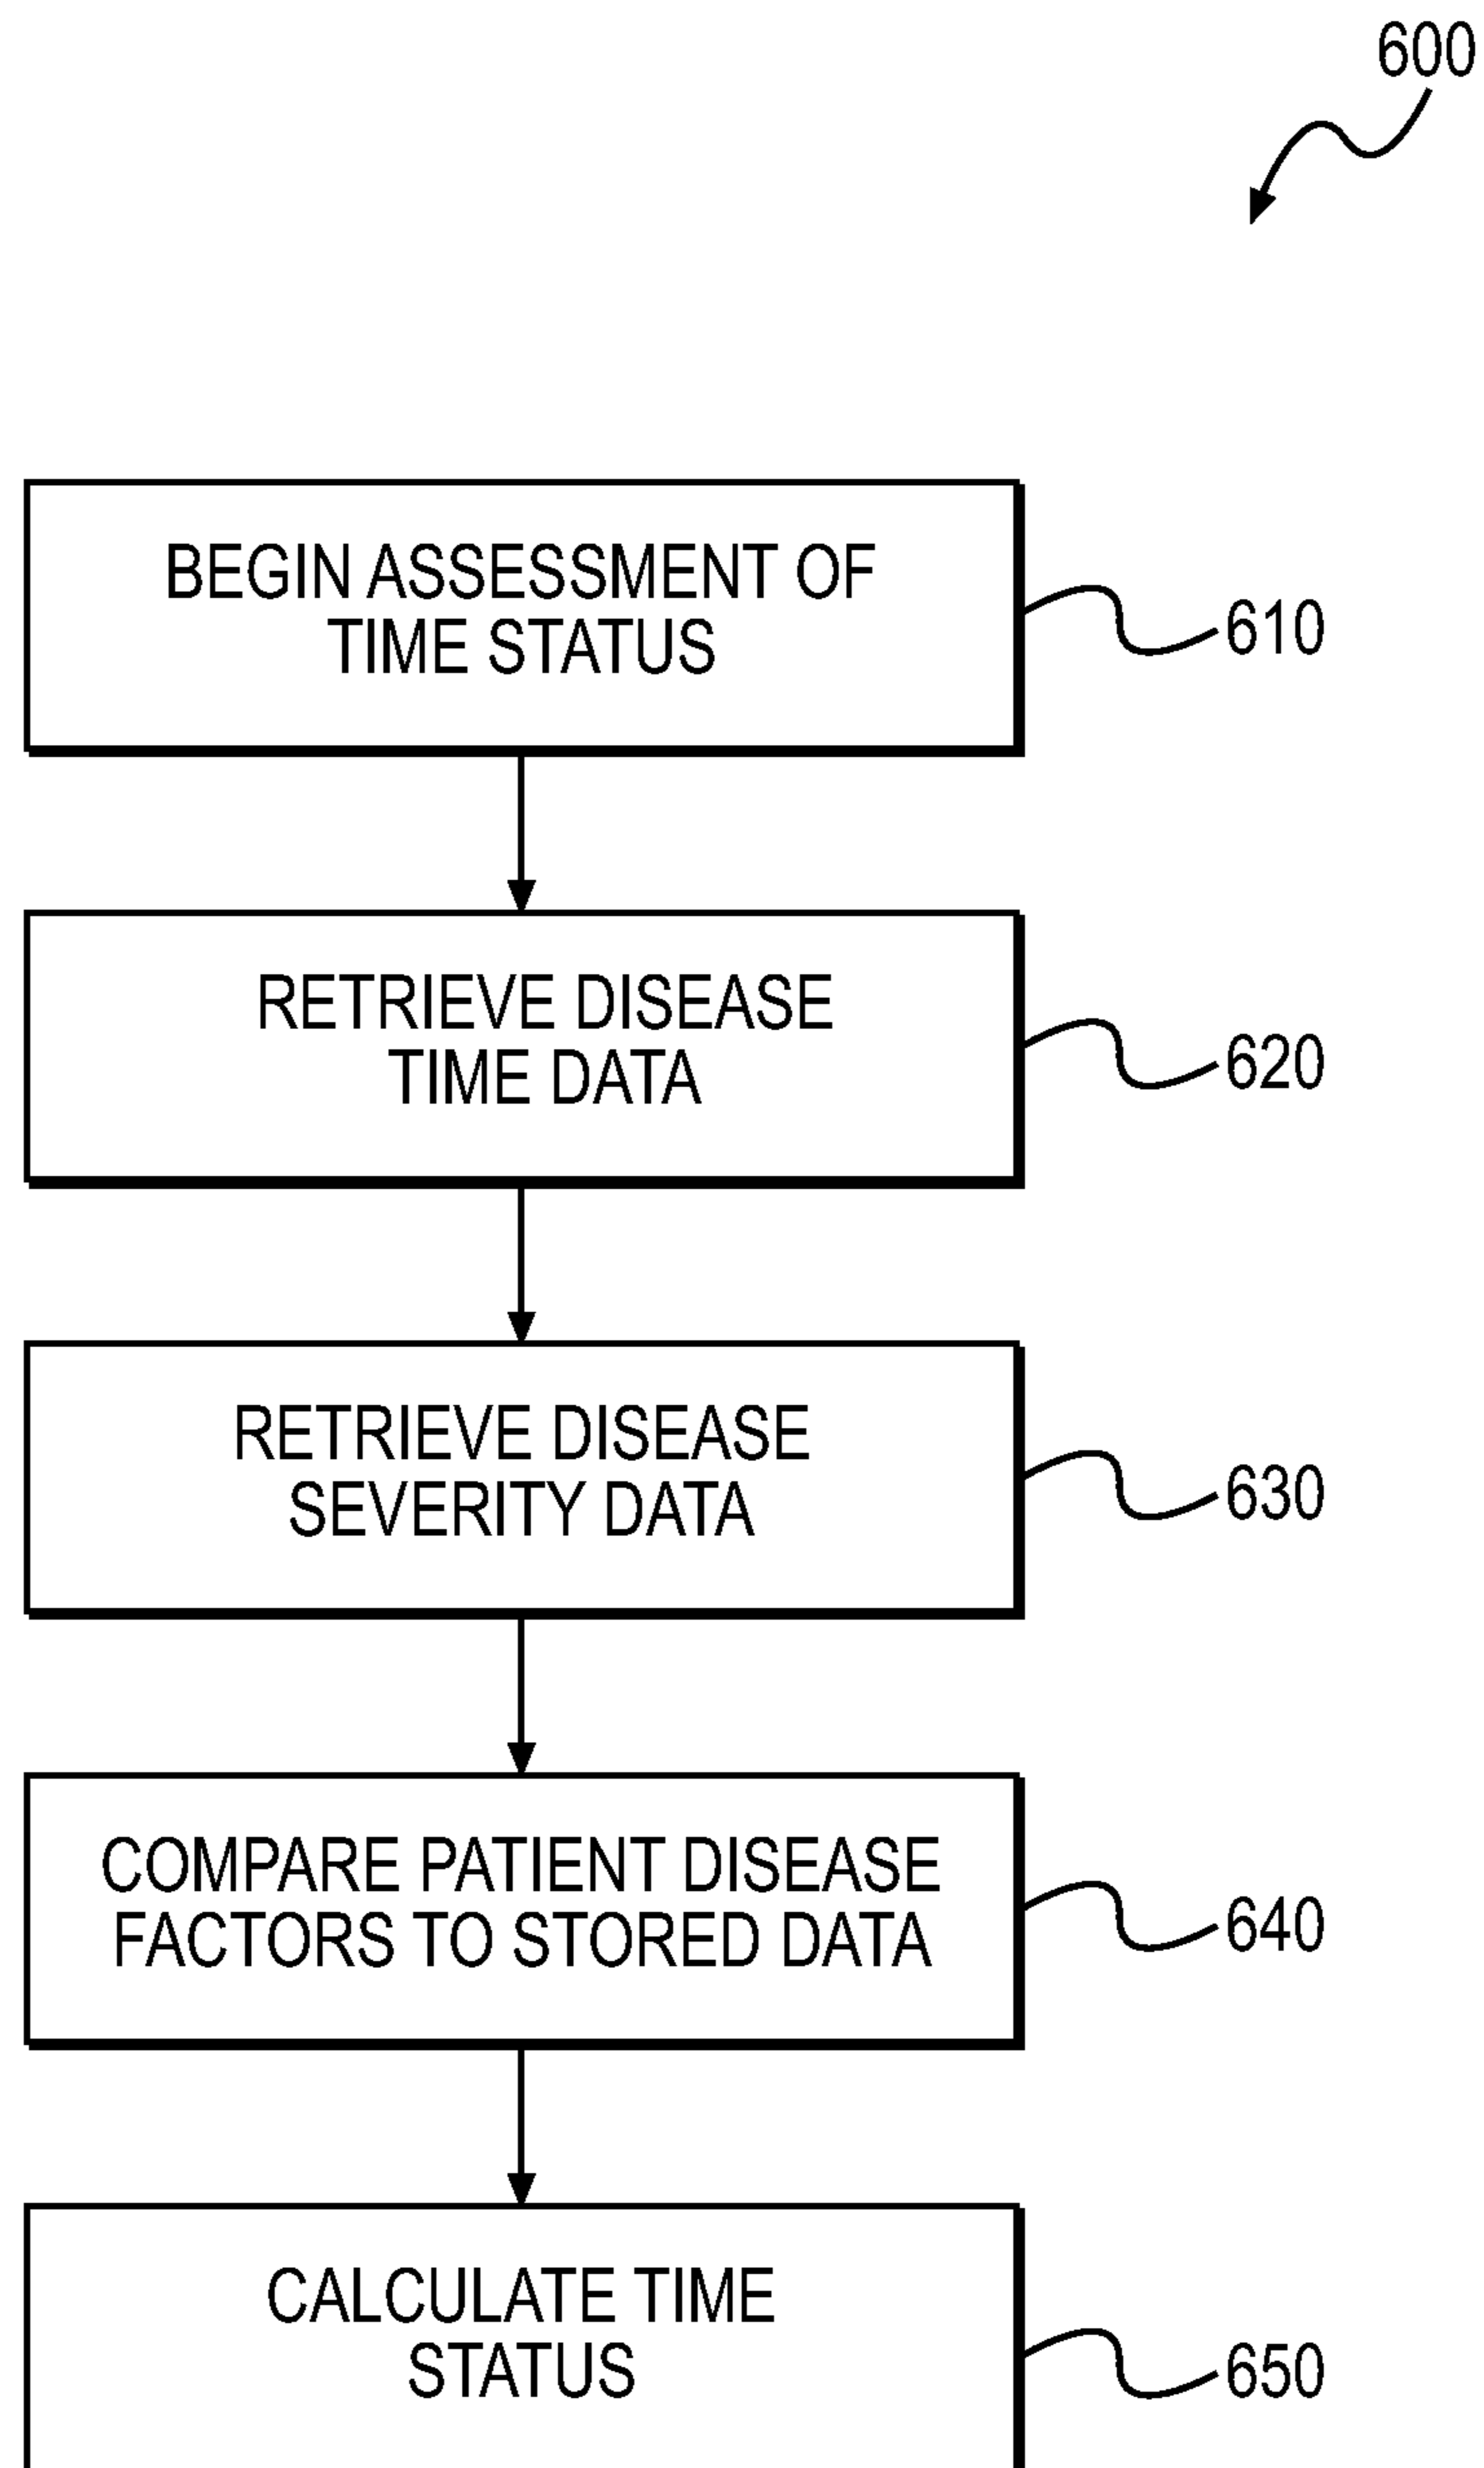 600
BEGIN ASSESSMENT OF
TIME STATUS
610
RETRIEVE DISEASE
TIME DATA
620
RETRIEVE DISEASE
SEVERITY DATA
630
COMPARE PATIENT DISEASE
FACTORS TO STORED DATA
640
CALCULATE TIME
STATUS
650